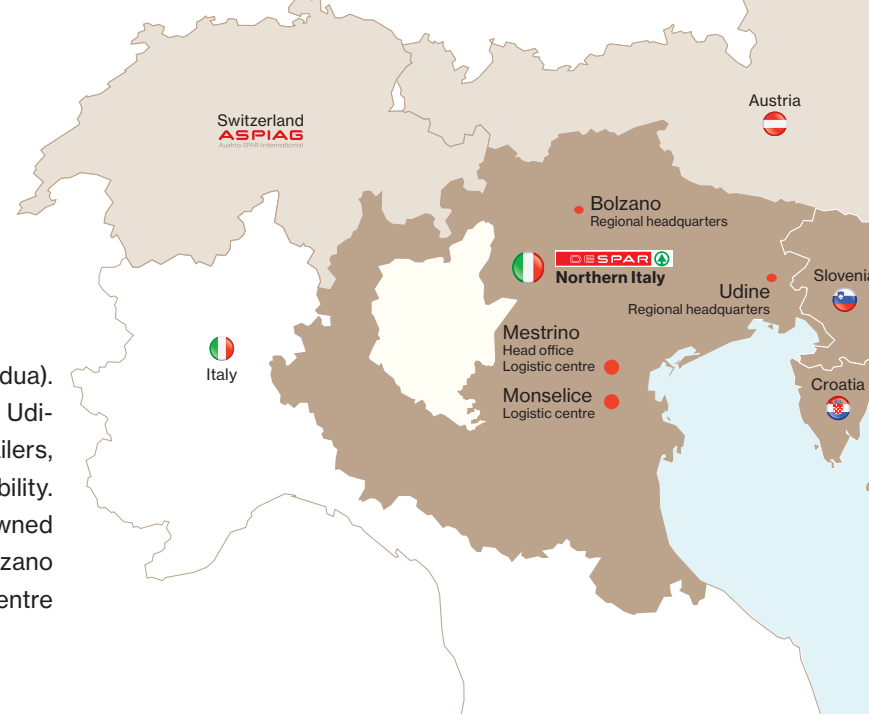 dua).
Udi-
ilers,
bility.
wned
zano
entre
Switzerland
ASPIAG
Austria-SPAR-International
Austria
Bolzano
Regional headquarters
DESPAR
Northern Italy
Udine
Regional headquarters
Slovenia
Mestrino
Head office
Logistic centre
Italy
Monselice
Logistic centre
Croatia